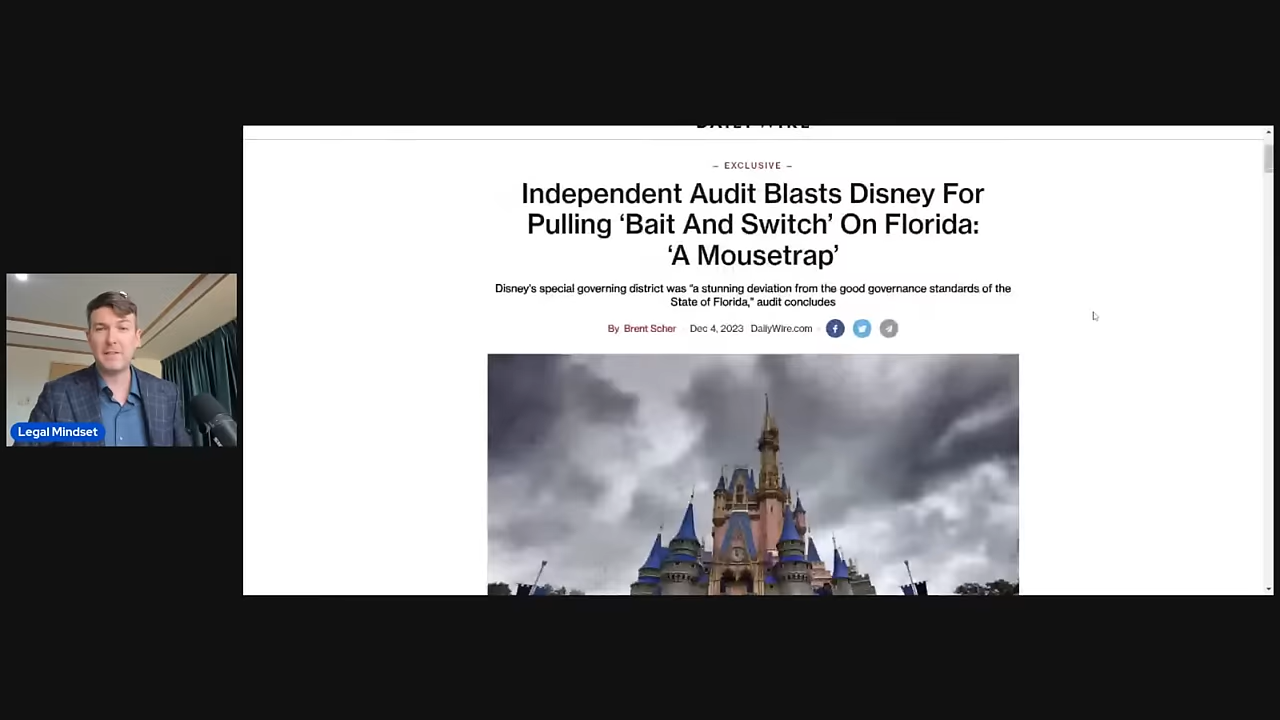 – EXCLUSIVE –
Independent Audit Blasts Disney For
Pulling ‘Bait And Switch’ On Florida:
‘A Mousetrap’
Disney's special governing district was “a stunning deviation from the good governance standards of the
State of Florida,” audit concludes
By Brent Scher Dec 4, 2023 DailyWire.com
Legal Mindset